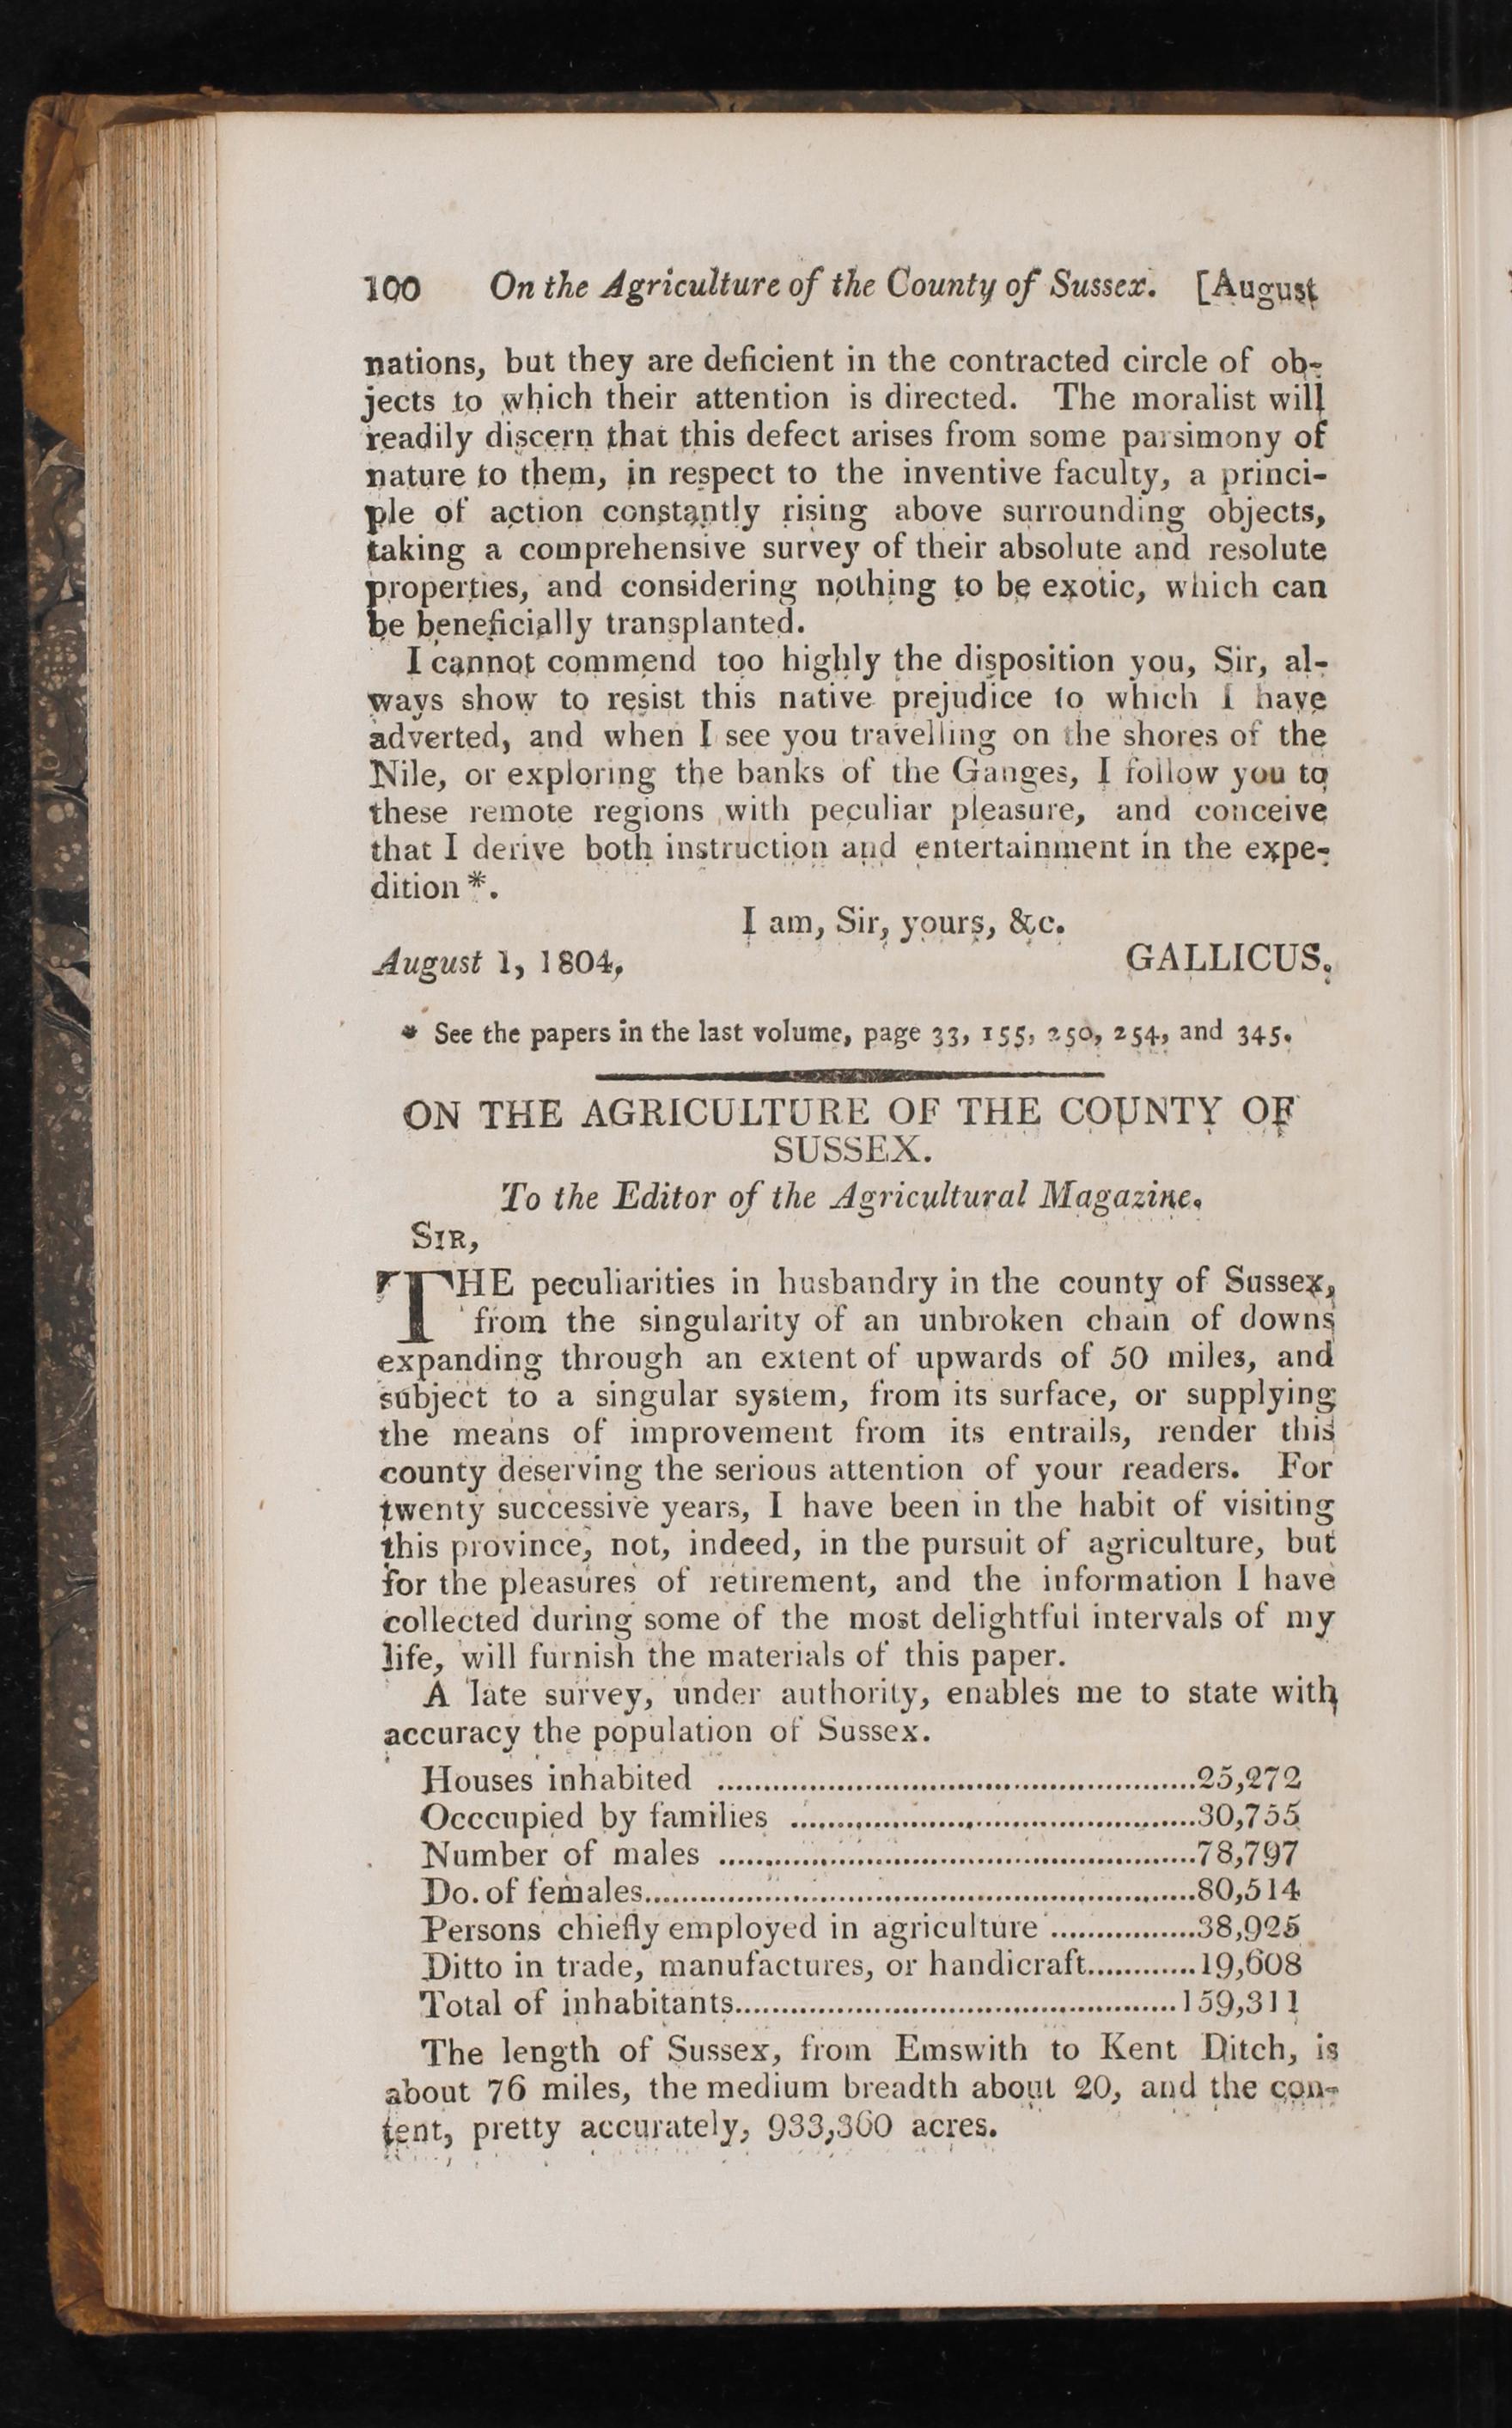 100 On the Agriculture of the County of Sussex. [August
nations, but they are deficient in the contracted circle of ob-
jects to which their attention is directed. The moralist will
readily discern that this defect arises from some parsimony of
nature to them, in respect to the inventive faculty, a princi-
ple of action constantly rising above surrounding objects,
taking a comprehensive survey of their absolute and resolute
properties, and considering nothing to be exotic, which can
be beneficially transplanted.
I cannot commend too highly the disposition you, Sir, al-
ways show to resist this native prejudice to which I have
adverted, and when I see you travelling on the shores of the
Nile, or exploring the banks of the Ganges, I follow you to
these remote regions with peculiar pleasure, and conceive
that I derive both instruction and entertainment in the expe-
dition *.
I am, Sir, yours, &c.
August 1, 1804, GALLICUS.
* See the papers in the last volume, page 33, 155, 250, 254, and 345.
ON THE AGRICULTURE OF THE COUNTY OF
SUSSEX.
To the Editor of the Agricultural Magazine.
SIR,
THE peculiarities in husbandry in the county of Sussex,
from the singularity of an unbroken chain of downs
expanding through an extent of upwards of 50 miles, and
subject to a singular system, from its surface, or supplying
the means of improvement from its entrails, render this
county deserving the serious attention of your readers. For
twenty successive years, I have been in the habit of visiting
this province, not, indeed, in the pursuit of agriculture, but
for the pleasures of retirement, and the information I have
collected during some of the most delightful intervals of my
life, will furnish the materials of this paper.
A late survey, under authority, enables me to state with
accuracy the population of Sussex.
Houses inhabited ........................................25,272
Occcupied by families ........................................30,755
Number of males ........................................78,797
Do. of females........................................80,514
Persons chiefly employed in agriculture ................38,925
Ditto in trade, manufactures, or handicraft............19,608
Total of inhabitants........................................159,311
The length of Sussex, from Emswith to Kent Ditch, is
about 76 miles, the medium breadth about 20, and the con-
tent, pretty accurately, 933,360 acres.